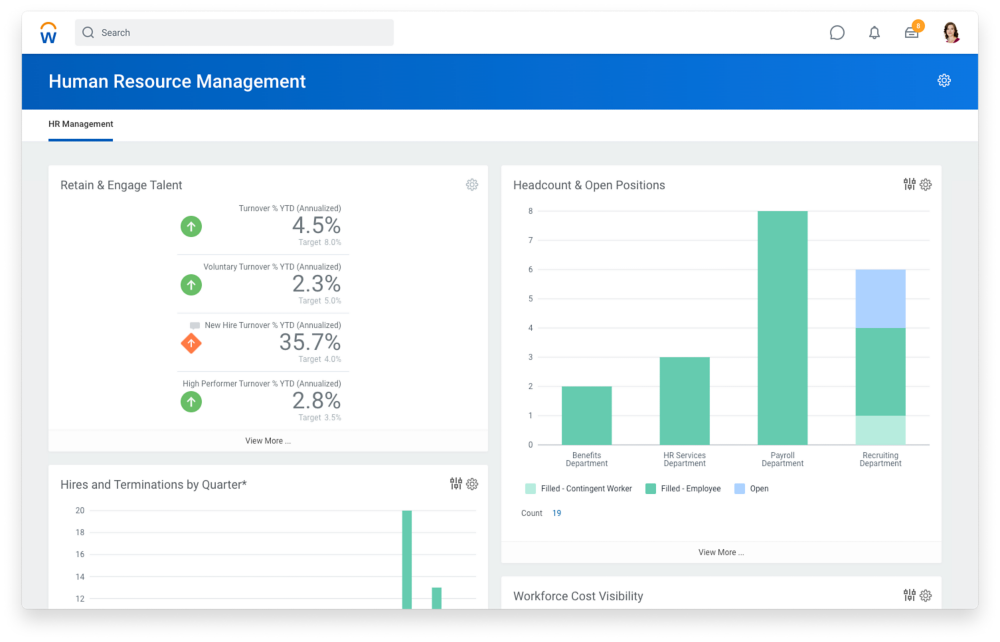 W
Search
8
Human Resource Management
HR Management
Retain & Engage Talent
Turnover % YTD (Annualized)
4.5%
Target 8.0%
Voluntary Turnover % YTD (Annualized)
2.3%
Target 5.0%
New Hire Turnover % YTD (Annualized)
35.7%
Target 4.0%
High Performer Turnover % YTD (Annualized)
2.8%
Target 3.5%
View More ...
Hires and Terminations by Quarter*
20
18
16
14
12
Headcount & Open Positions
8
7
6
5
4
3
2
1
0
Benefits Department
HR Services Department
Payroll Department
Recruiting Department
Filled - Contingent Worker
Filled - Employee
Open
Count 19
View More ...
Workforce Cost Visibility